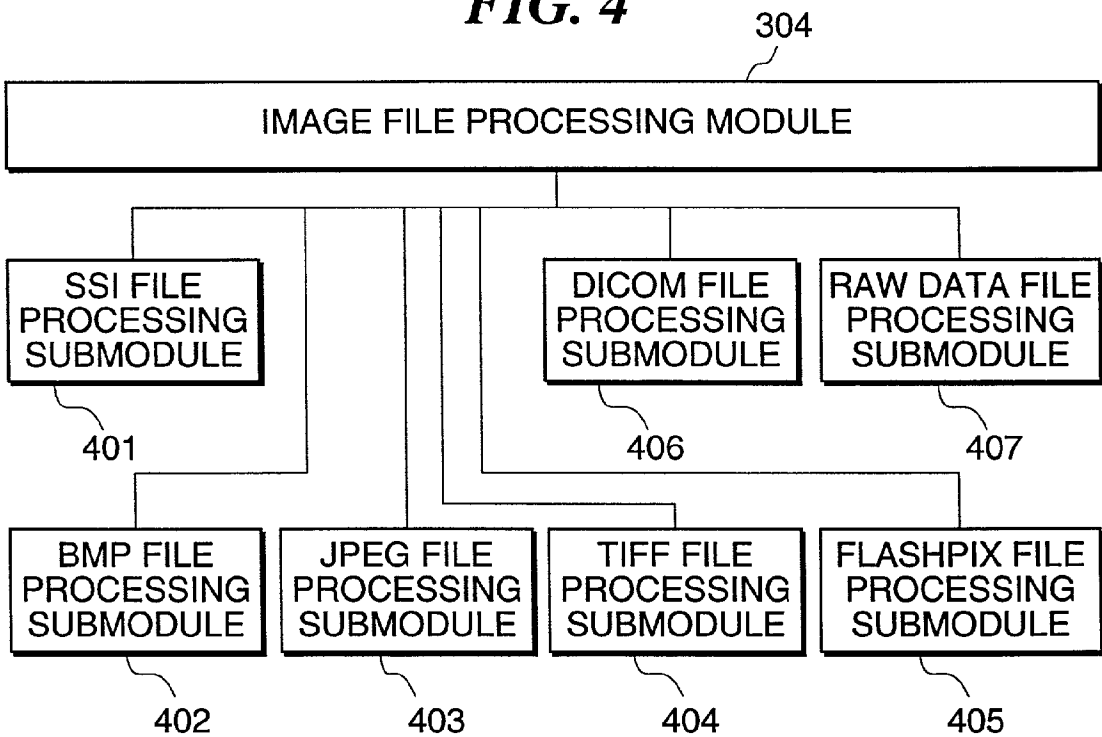 FIG. 4
304
IMAGE FILE PROCESSING MODULE
SSI FILE
PROCESSING
SUBMODULE
401
DICOM FILE
PROCESSING
SUBMODULE
406
RAW DATA FILE
PROCESSING
SUBMODULE
407
BMP FILE
PROCESSING
SUBMODULE
402
JPEG FILE
PROCESSING
SUBMODULE
403
TIFF FILE
PROCESSING
SUBMODULE
404
FLASHPIX FILE
PROCESSING
SUBMODULE
405